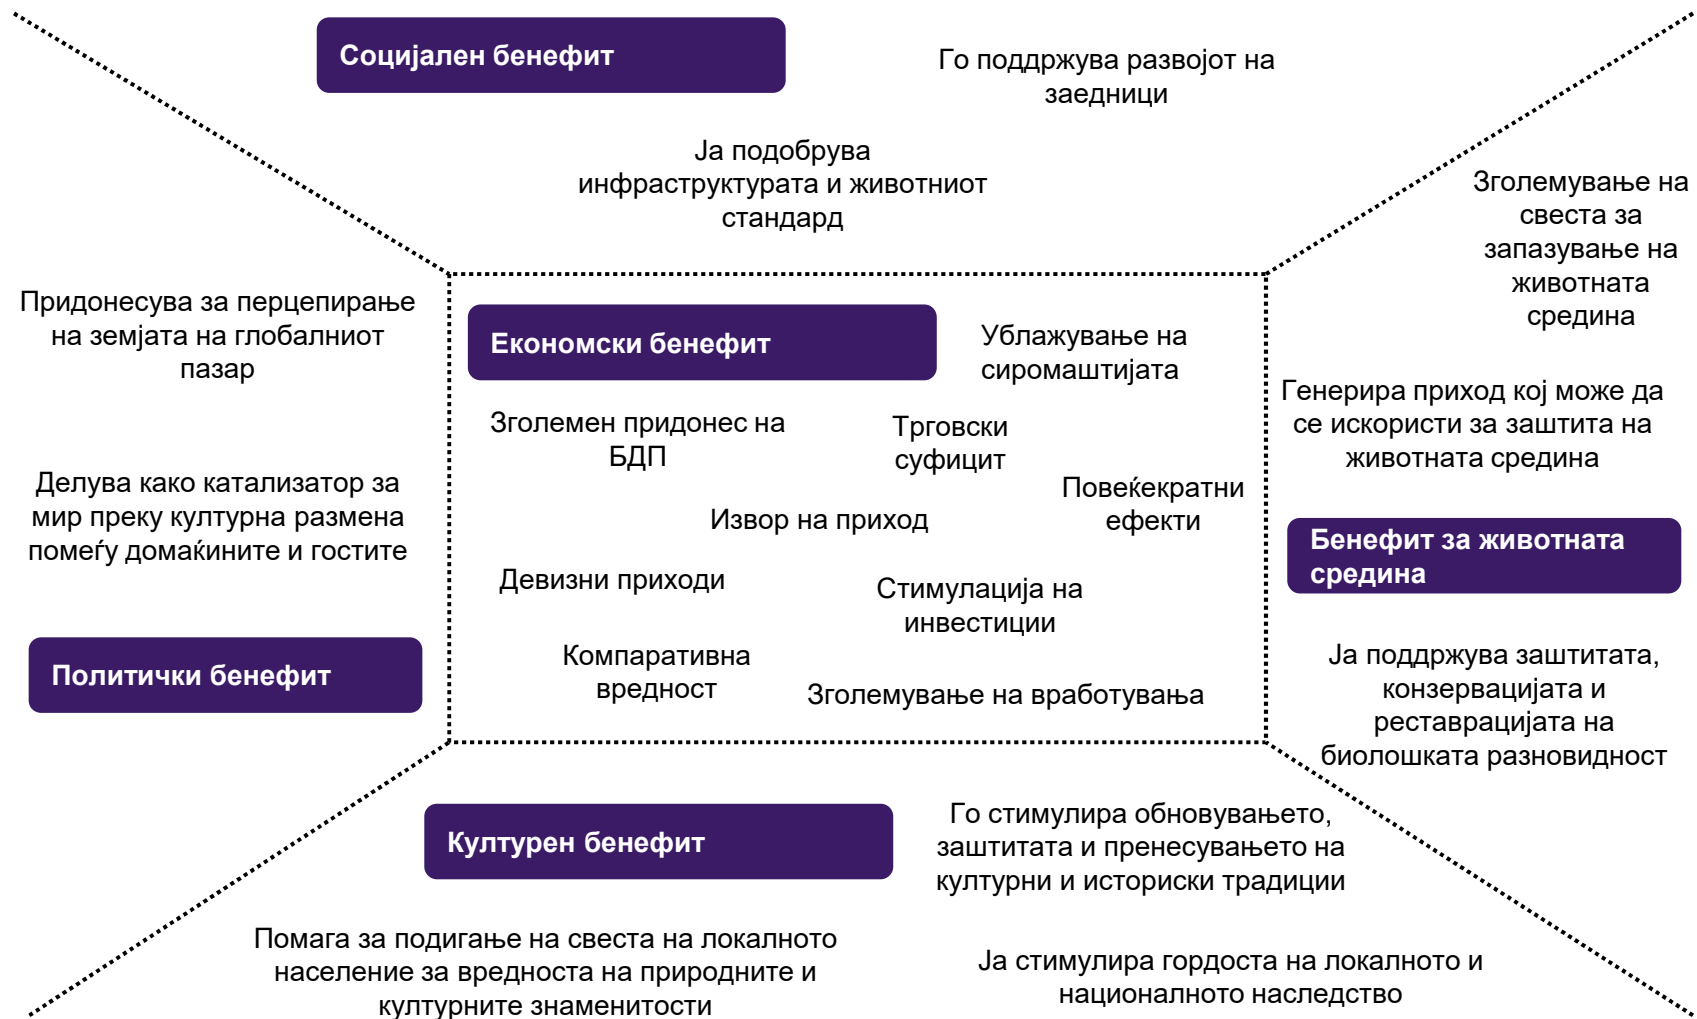 Социјален бенефит
Го поддржува развојот на
заедници
Ја подобрува
инфраструктурата и животниот
стандард
Зголемување на
свеста за
запазување на
животната
средина
Генерира приход кој може да
се искористи за заштита на
животната средина
Бенефит за животната
средина
Ја поддржува заштитата,
конзервацијата и
реставрацијата на
биолошката разновидност
Придонесува за перцепирање
на земјата на глобалниот
пазар
Делува како катализатор за
мир преку културна размена
помеѓу домаќините и гостите
Политички бенефит
Економски бенефит
Ублажување на
сиромаштијата
Зголемен придонес на
БДП
Трговски
суфицит
Повеќекратни
ефекти
Извор на приход
Девизни приходи
Стимулација на
инвестиции
Компаративна
вредност
Зголемување на вработувања
Културен бенефит
Го стимулира обновувањето,
заштитата и пренесувањето на
културни и историски традиции
Помага за подигање на свеста на локалното
население за вредноста на природните и
културните знаменитости
Ја стимулира гордоста на локалното и
националното наследство